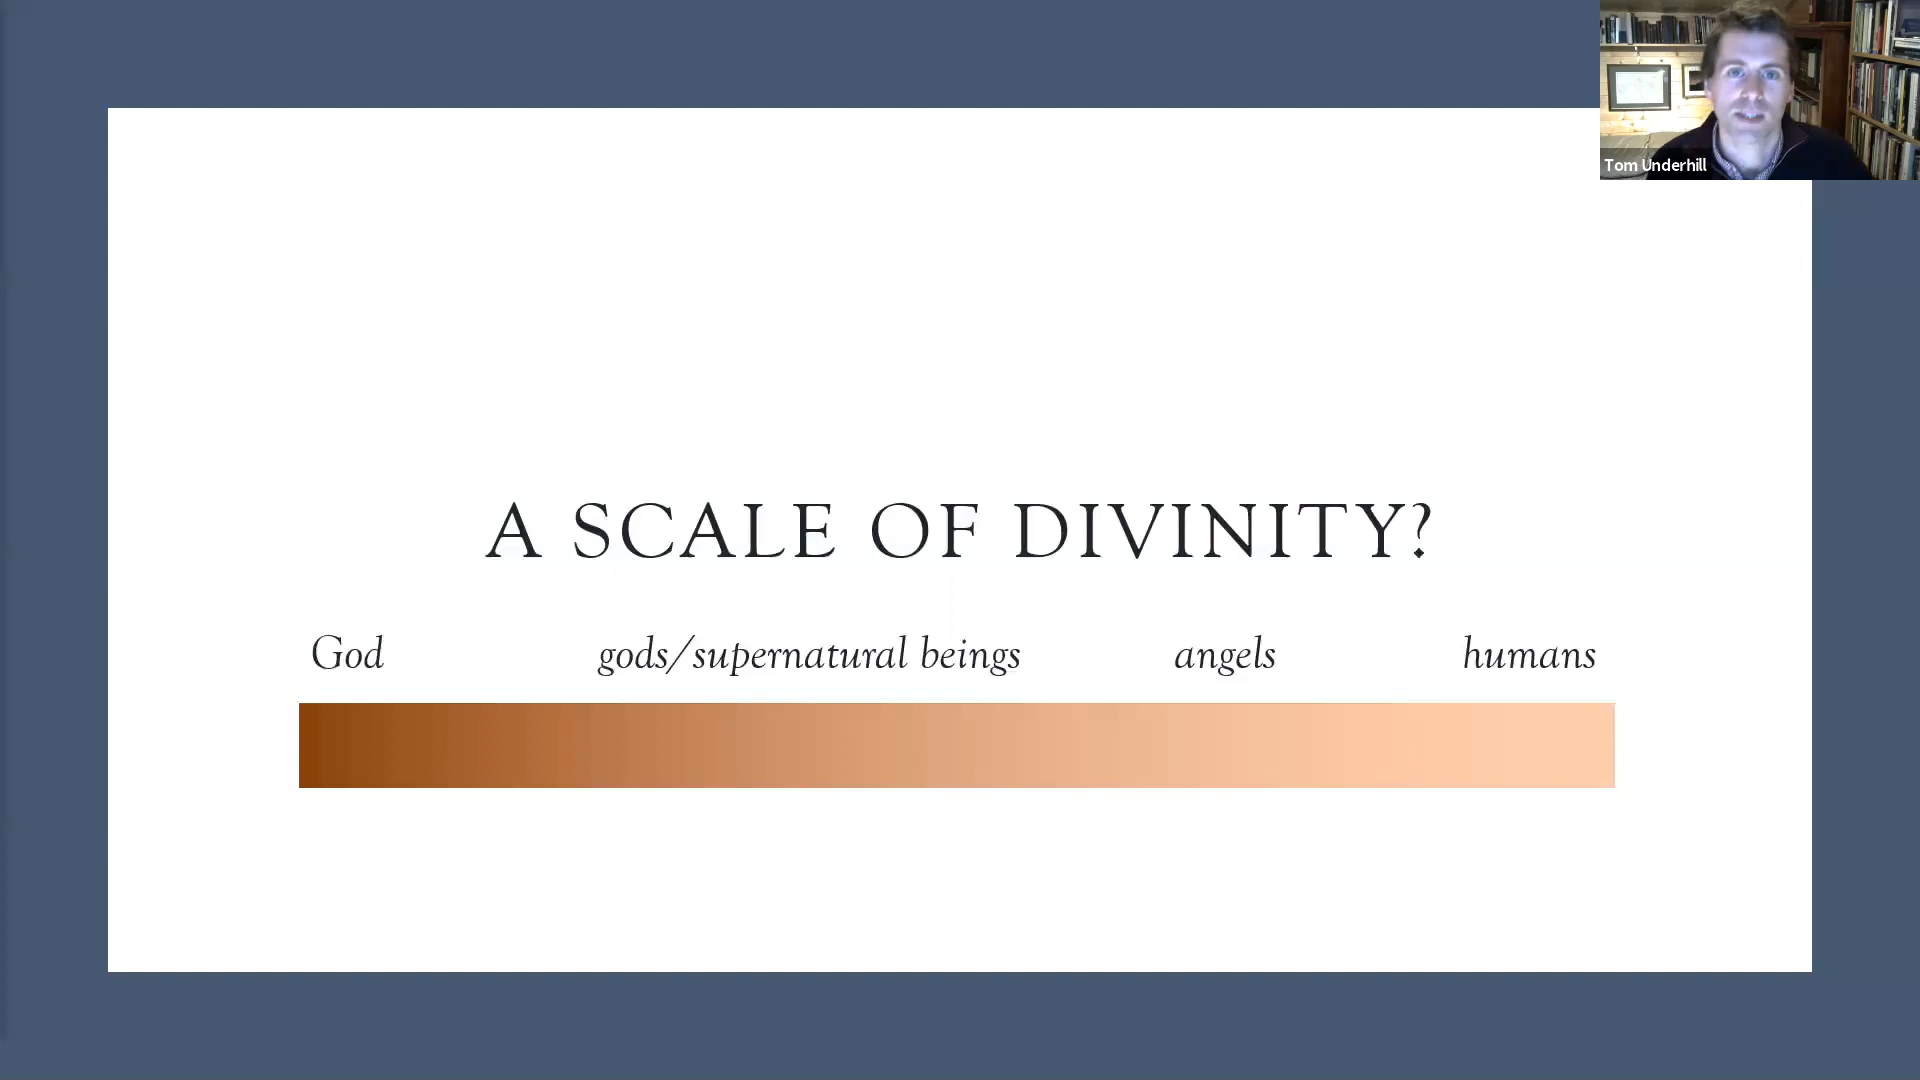 Tom Underhill
A SCALE OF DIVINITY?
God gods/supernatural beings angels humans